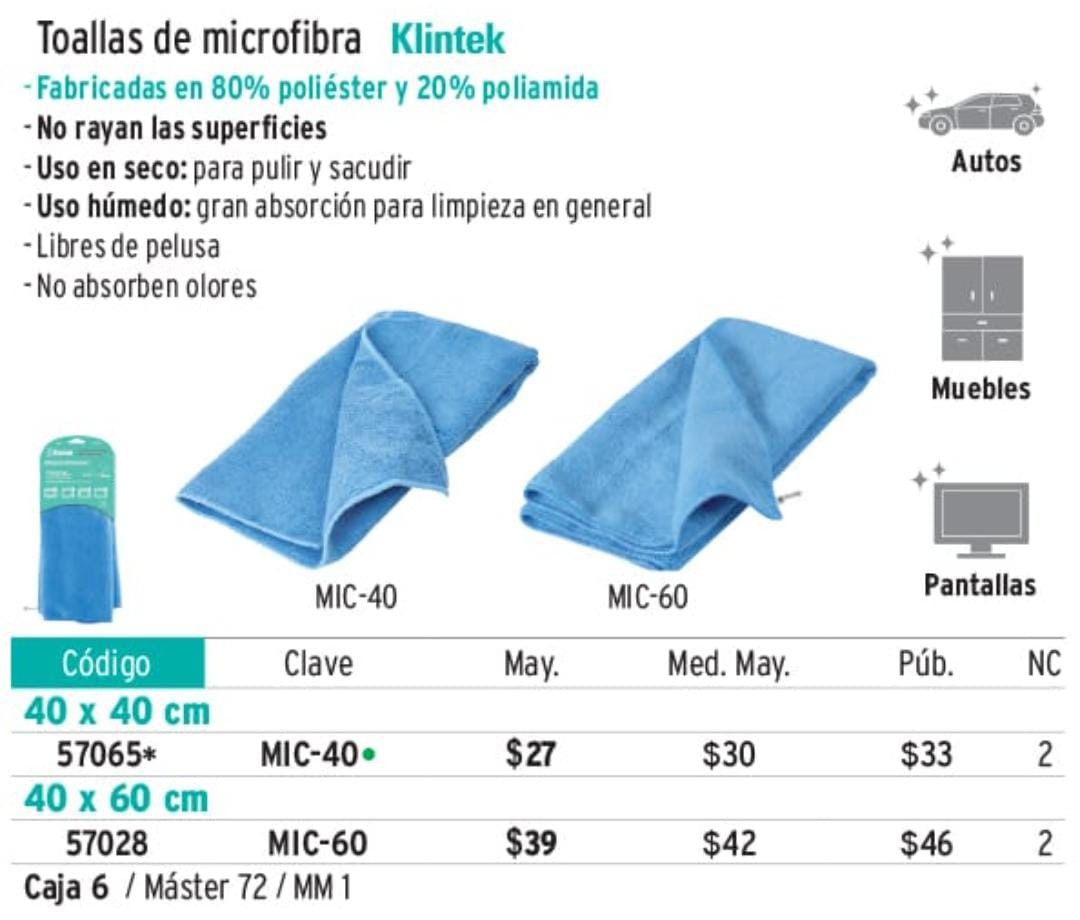 Toallas de microfibra Klintek
- Fabricadas en 80% poliéster y 20% poliamida
- No rayan las superficies
- Uso en seco: para pulir y sacudir
- Uso húmedo: gran absorción para limpieza en general
- Libres de pelusa
- No absorben olores
Autos
Muebles
Pantallas
MIC-40
MIC-60
Código Clave May. Med. May. Púb. NC
40 x 40 cm
57065* MIC-40• $27 $30 $33 2
40 x 60 cm
57028 MIC-60 $39 $42 $46 2
Caja 6 / Máster 72 / MM 1